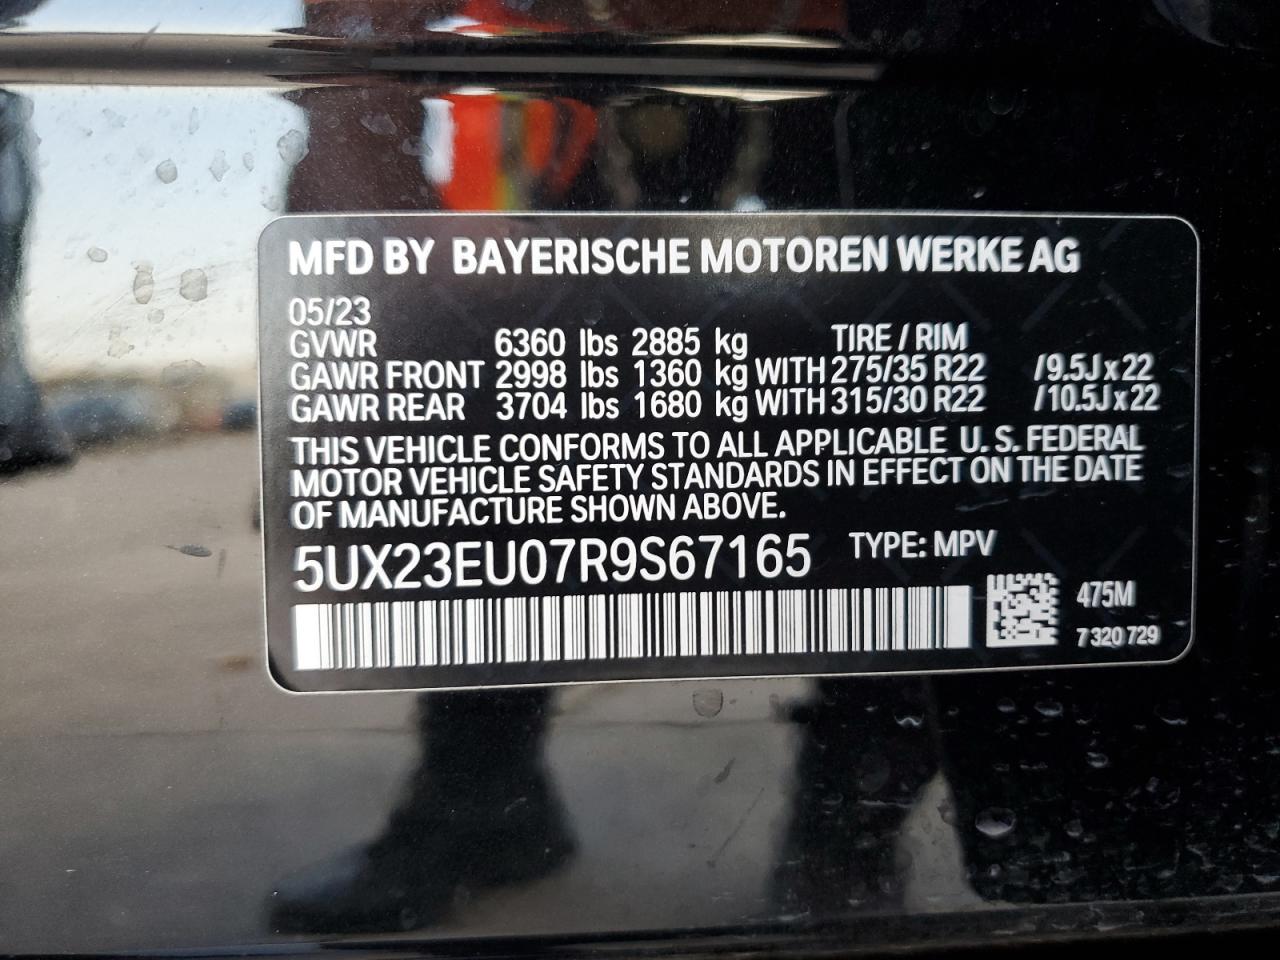 MFD BY BAYERISCHE MOTOREN WERKE AG
05/23
GVWR 6360 lbs 2885 kg TIRE / RIM
GAWR FRONT 2998 lbs 1360 kg WITH 275/35 R22 /9.5J x 22
GAWR REAR 3704 lbs 1680 kg WITH 315/30 R22 /10.5J x 22
THIS VEHICLE CONFORMS TO ALL APPLICABLE U. S. FEDERAL
MOTOR VEHICLE SAFETY STANDARDS IN EFFECT ON THE DATE
OF MANUFACTURE SHOWN ABOVE.
5UX23EU07R9S67165 TYPE: MPV
475M
7 320 729